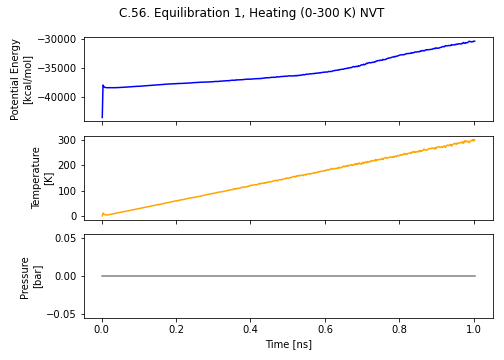 C.56. Equilibration 1, Heating (0-300 K) NVT
Potential Energy
[kcal/mol]
−30000
−35000
−40000
Temperature
[K]
300
200
100
0
Pressure
[bar]
0.05
0.00
−0.05
0.0 0.2 0.4 0.6 0.8 1.0
Time [ns]